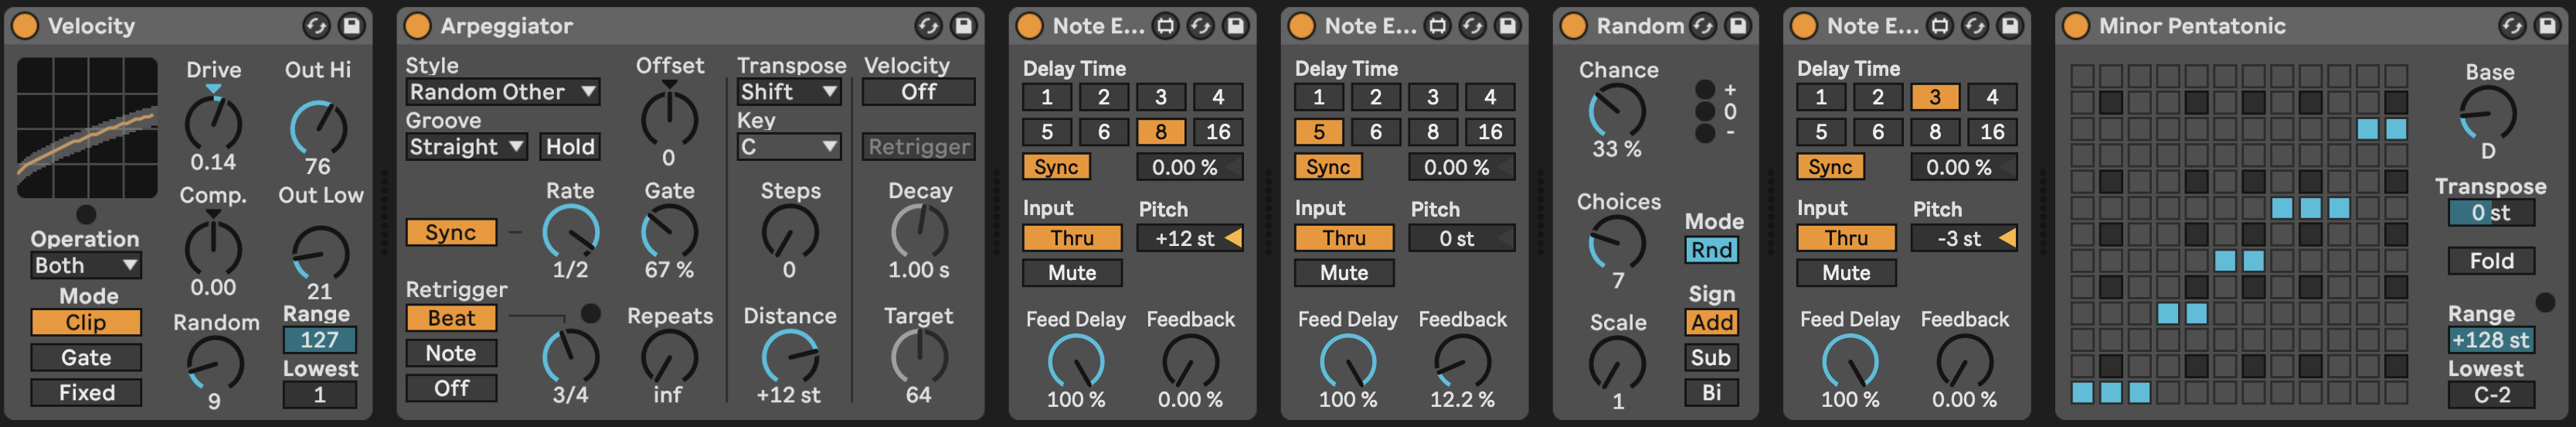 Velocity
Drive
Out Hi
0.14
76
Comp.
Out Low
Operation
Both
0.00
21
Mode
Clip
Gate
Fixed
Random
9
Range
127
Lowest
1
Arpeggiator
Style
Random Other
Groove
Straight
Hold
Offset
0
Transpose
Shift
Key
C
Velocity
Off
Retrigger
Sync
Rate
1/2
Gate
67 %
Steps
0
Decay
1.00 s
Retrigger
Beat
Note
Off
3/4
Repeats
inf
Distance
+12 st
Target
64
Note E...
Delay Time
1 2 3 4
5 6 8 16
Sync 0.00 %
Input Pitch
Thru +12 st
Mute
Feed Delay Feedback
100 % 0.00 %
Note E...
Delay Time
1 2 3 4
5 6 8 16
Sync 0.00 %
Input Pitch
Thru 0 st
Mute
Feed Delay Feedback
100 % 12.2 %
Random
Chance
+
0
-
33 %
Choices
7
Mode
Rnd
Sign
Add
Sub
Bi
Scale
1
Note E...
Delay Time
1 2 3 4
5 6 8 16
Sync 0.00 %
Input Pitch
Thru -3 st
Mute
Feed Delay Feedback
100 % 0.00 %
Minor Pentatonic
Base
D
Transpose
0 st
Fold
Range
+128 st
Lowest
C-2